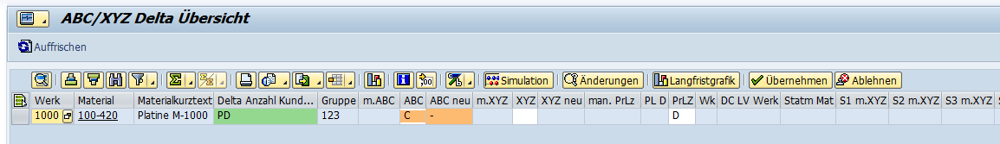 ABC/XYZ Delta Übersicht
Auffrischen
Simulation Änderungen Langfristgrafik Übernehmen Ablehnen
Werk Material Materialkurztext Delta Anzahl Kund... Gruppe m.ABC ABC ABC neu m.XYZ XYZ XYZ neu man. PrLz PL D PrLZ Wk DC LV Werk Statm Mat S1 m.XYZ S2 m.XYZ S3 m.XYZ
1000 100-420 Platine M-1000 PD 123 C - D